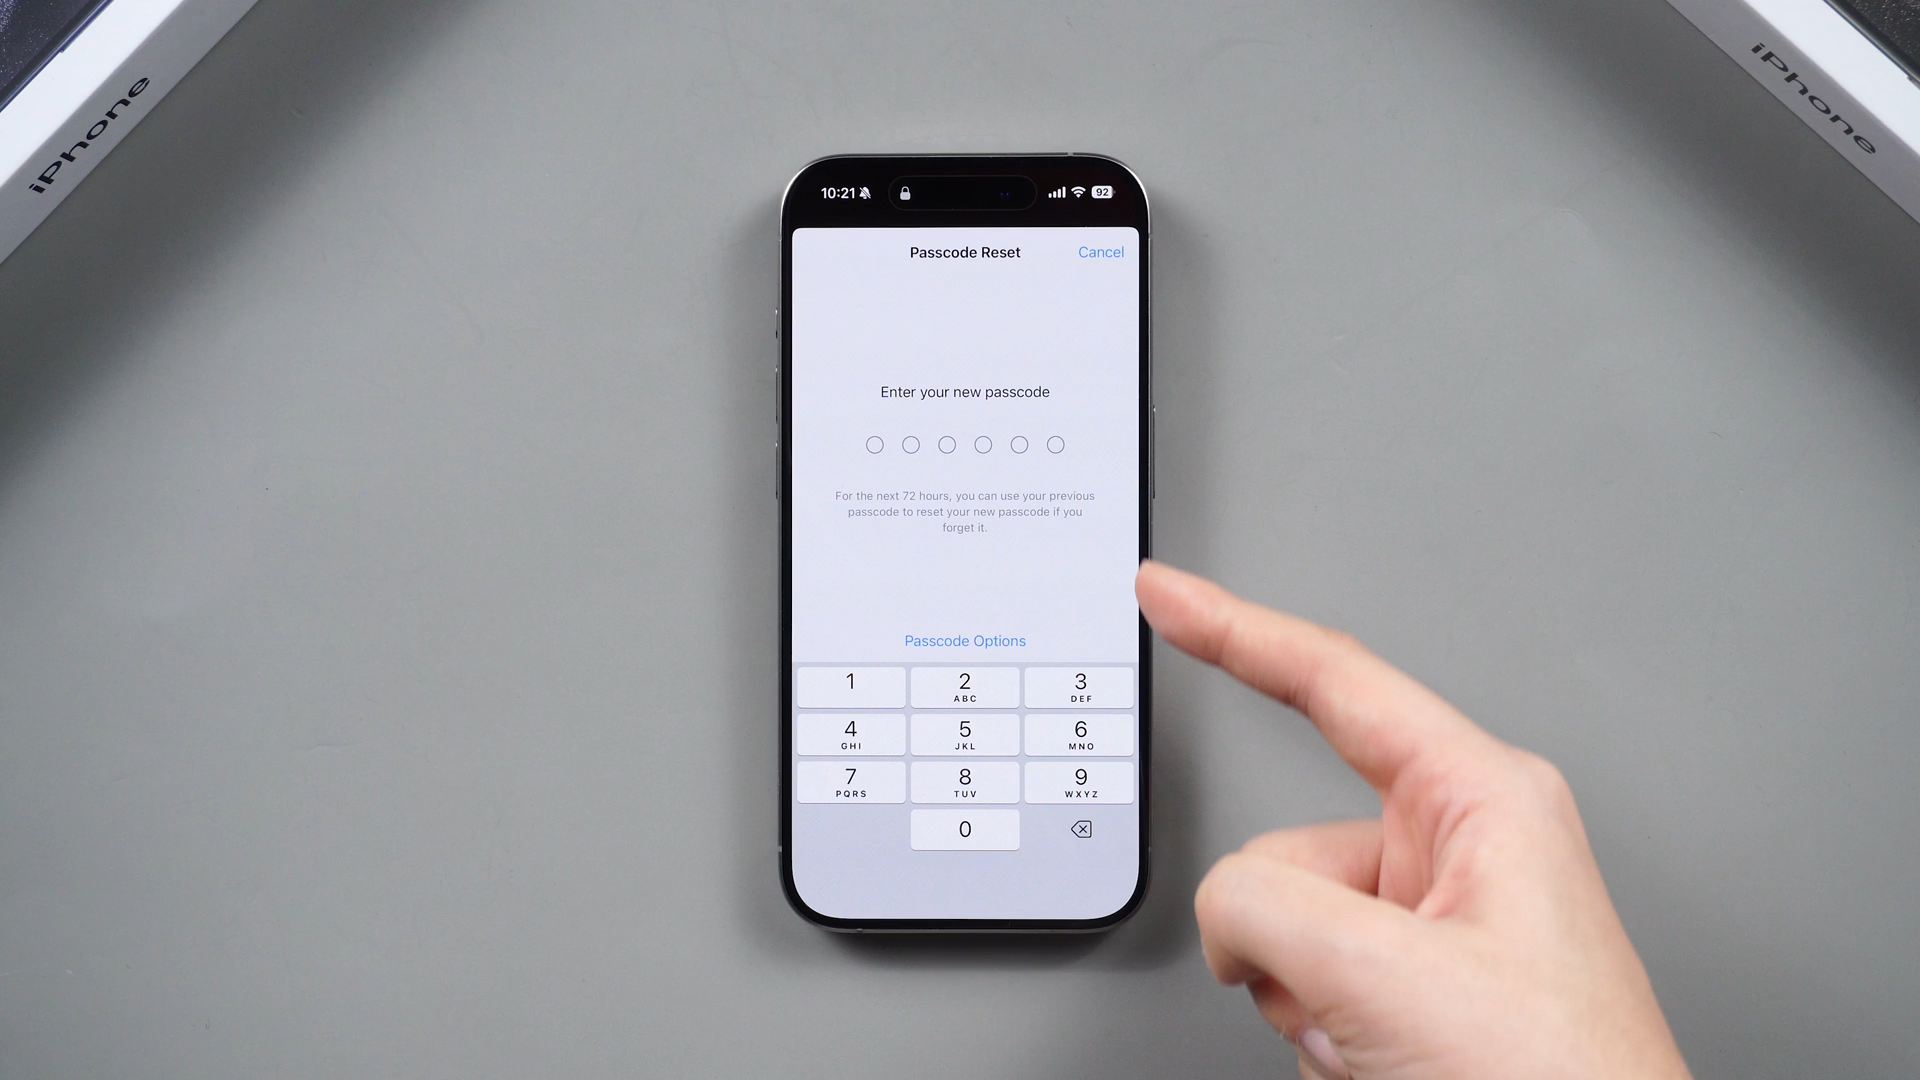 iPhone
iPhone
10:21
92
Passcode Reset
Cancel
Enter your new passcode
For the next 72 hours, you can use your previous
passcode to reset your new passcode if you
forget it.
Passcode Options
1
2
ABC
3
DEF
4
GHI
5
JKL
6
MNO
7
PQRS
8
TUV
9
WXYZ
0